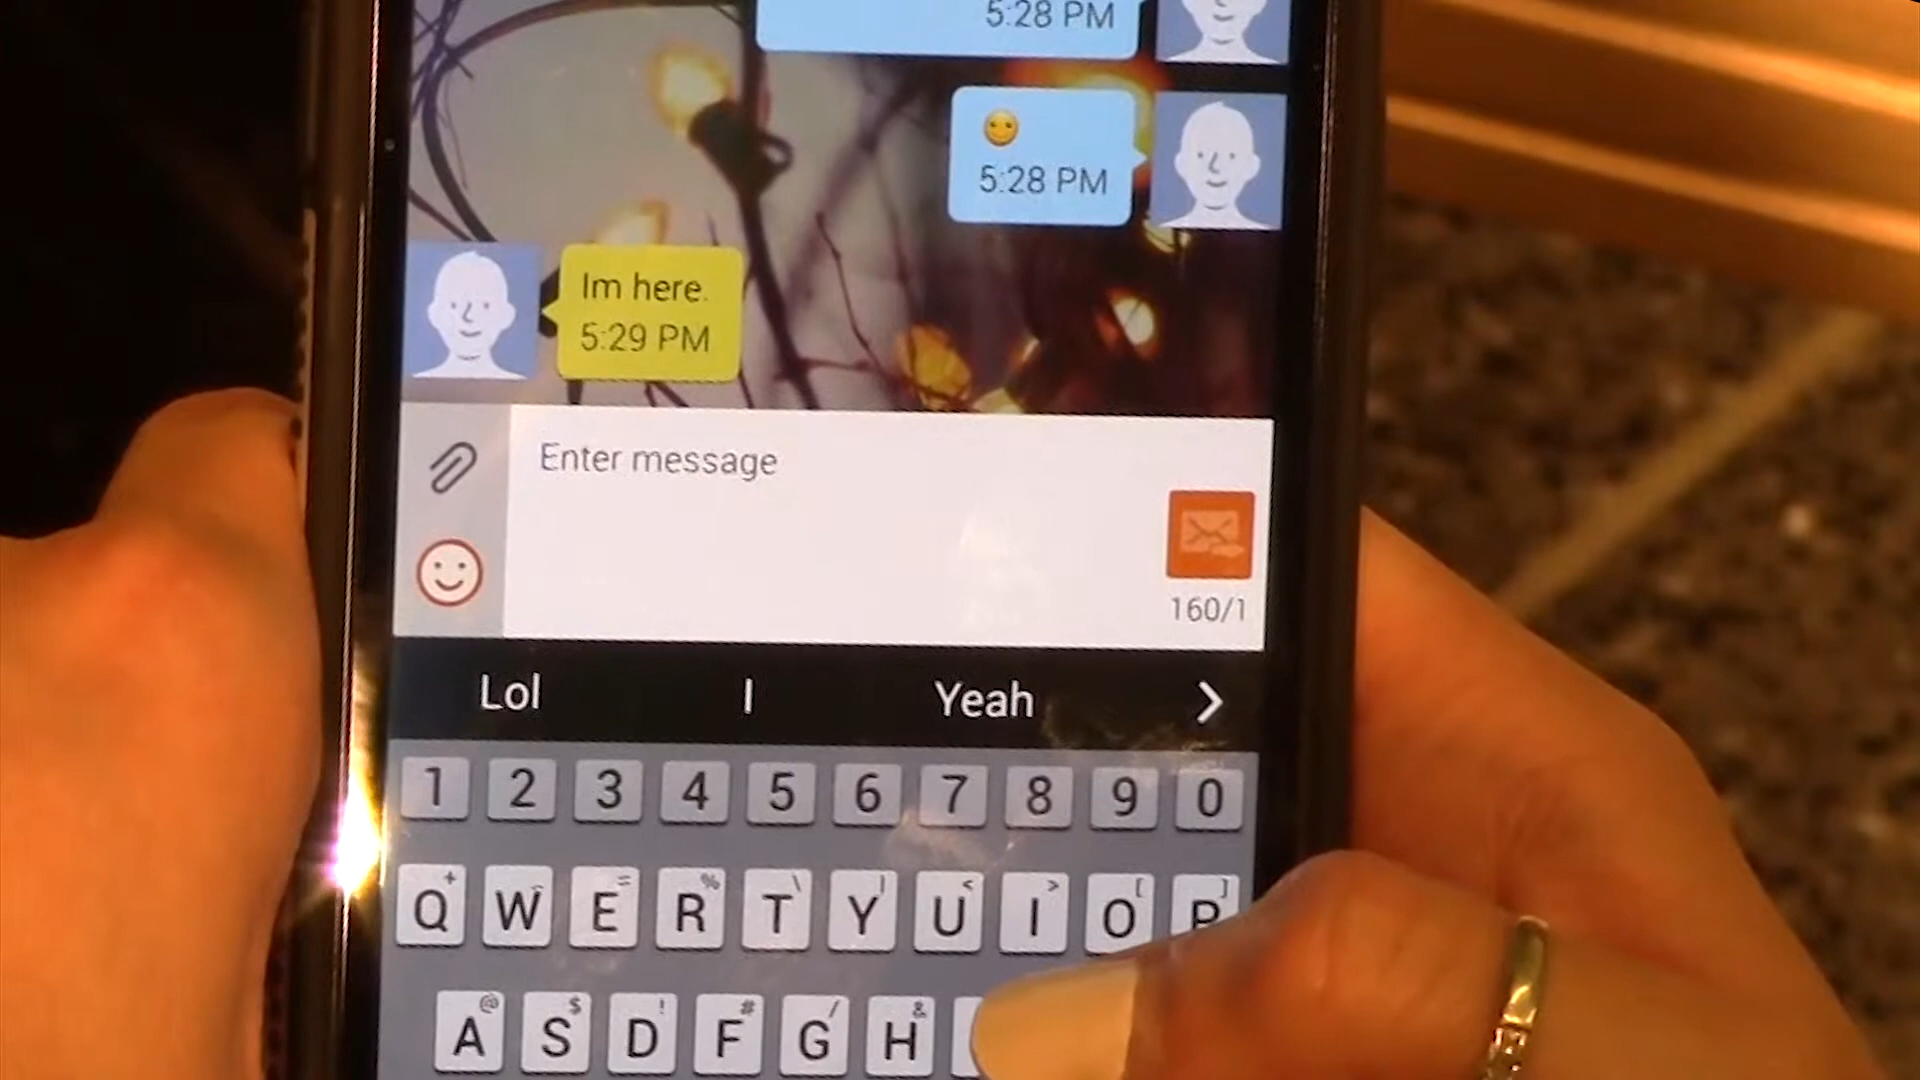 5:28 PM
5:28 PM
Im here.
5:29 PM
Enter message
160/1
Lol I Yeah
1 2 3 4 5 6 7 8 9 0
+ - = % \ | < > [ ]
Q W E R T Y U I O P
@ $ ! # / &
A S D F G H